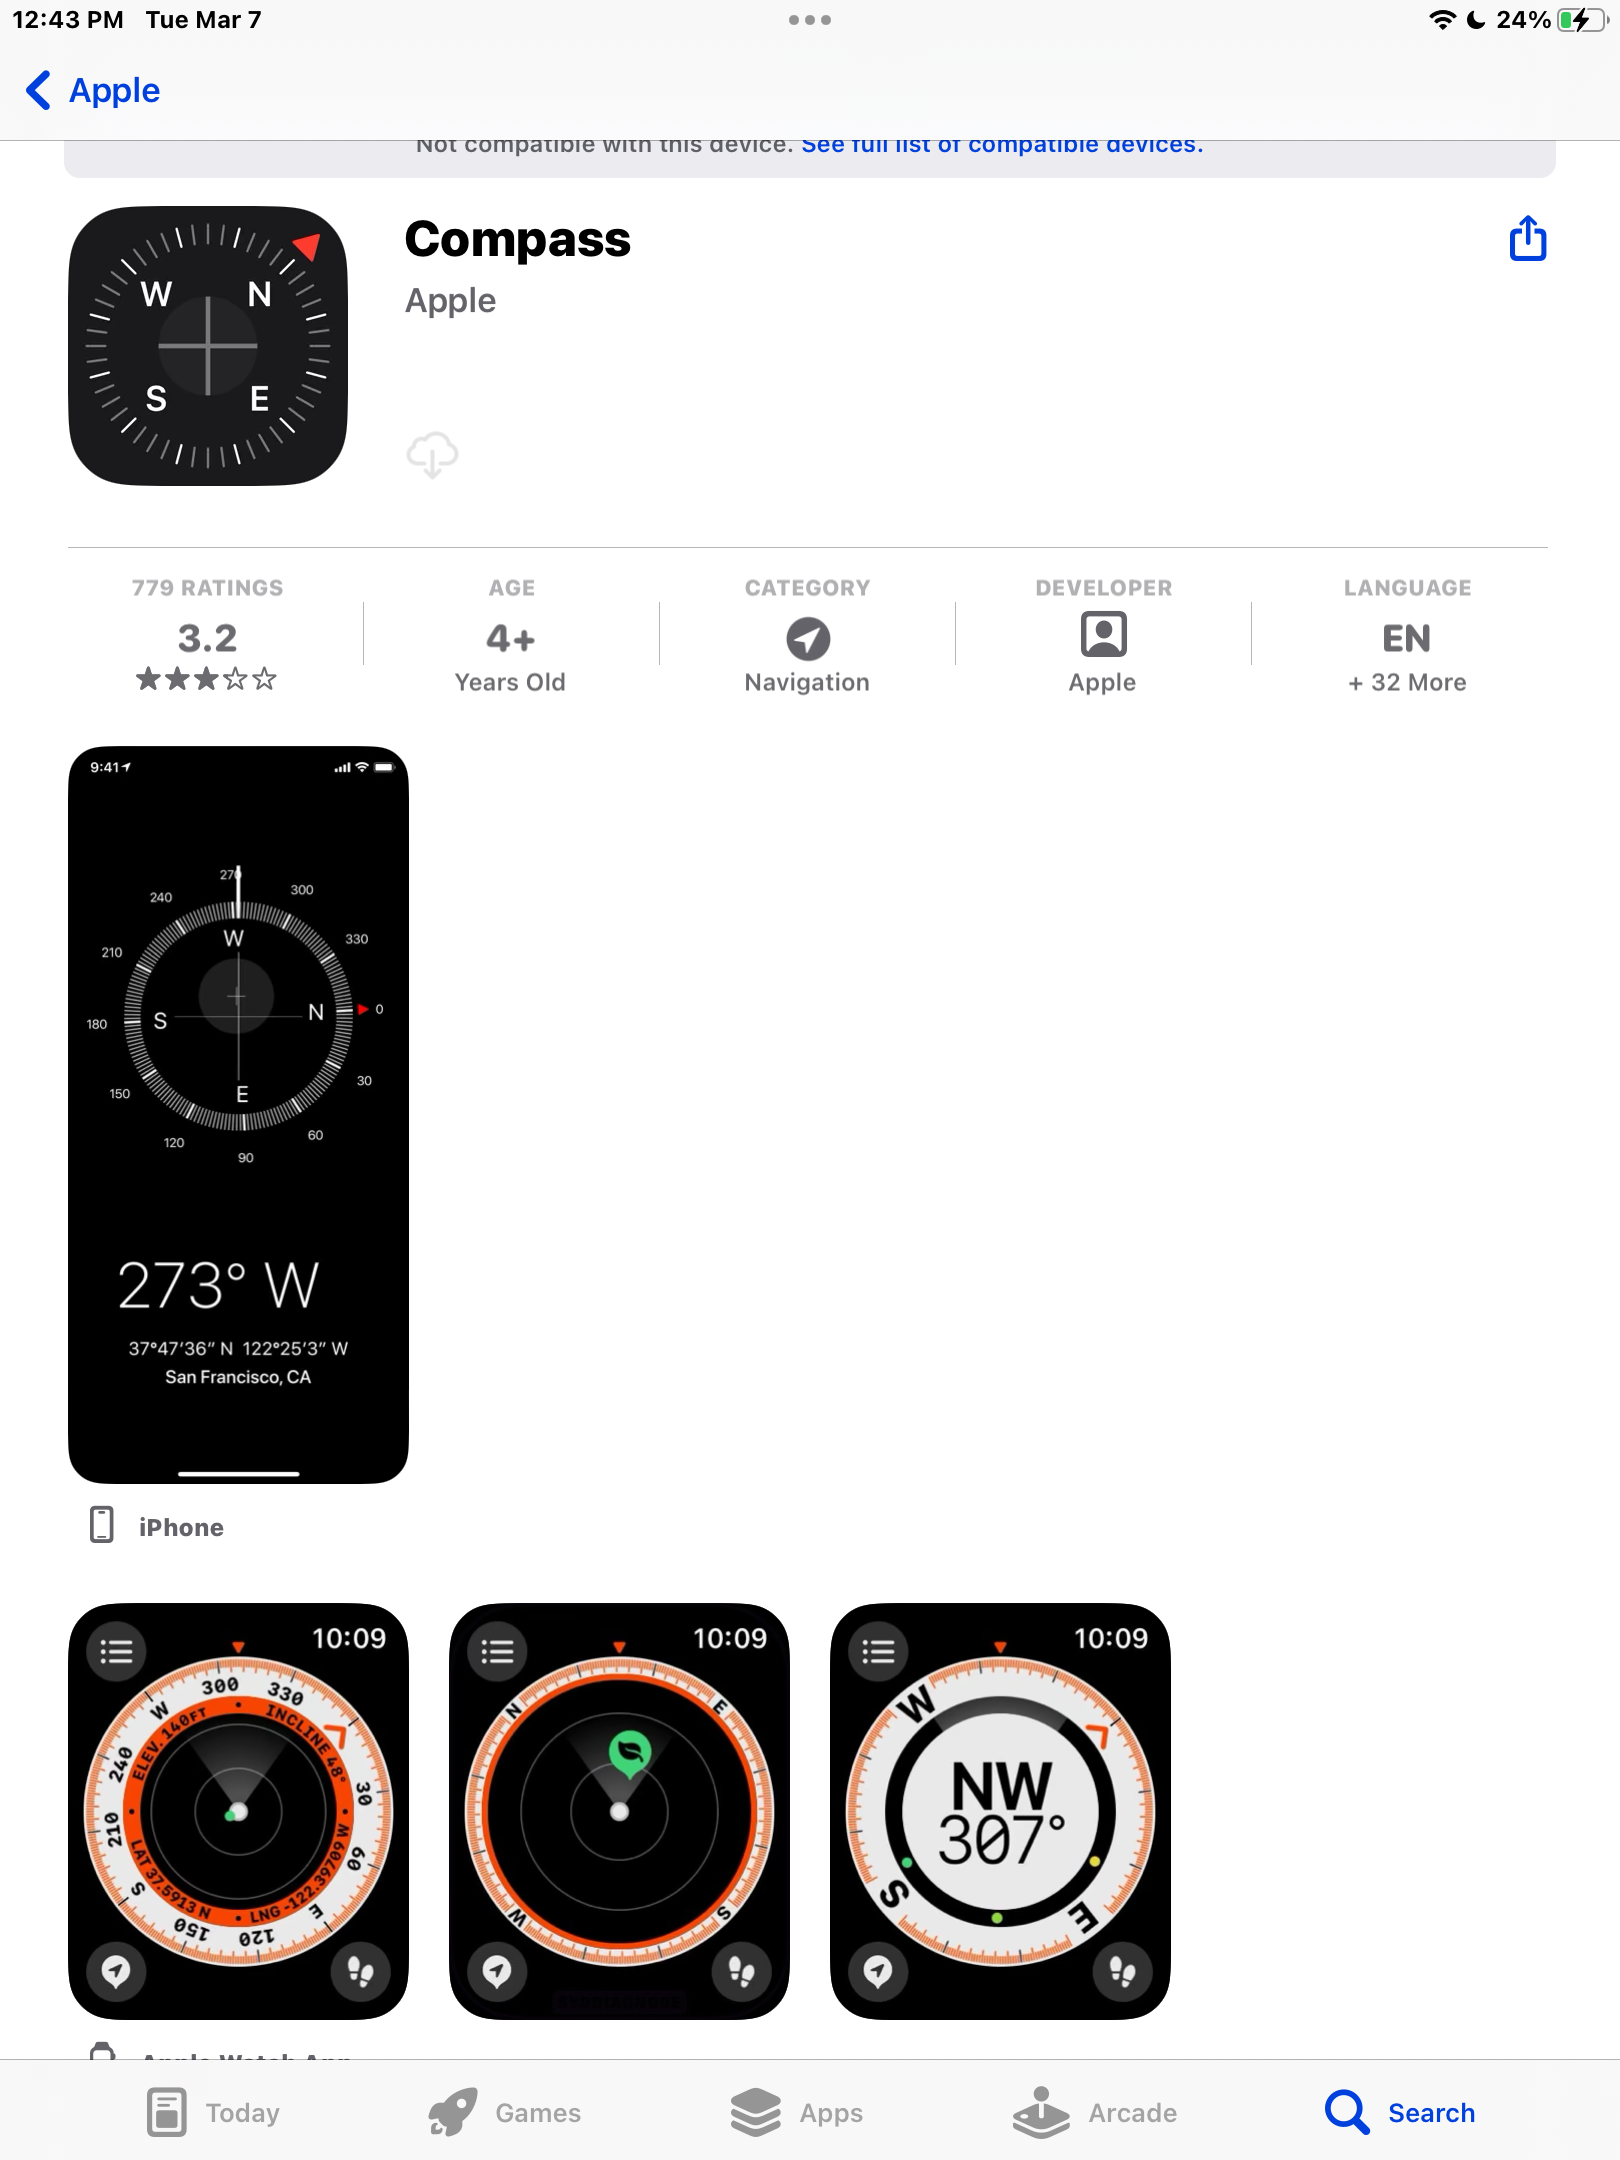 12:43 PM Tue Mar 7
24%
Apple
Not compatible with this device. See full list of compatible devices.
W N
S E
Compass
Apple
779 RATINGS
3.2
AGE
4+
Years Old
CATEGORY
Navigation
DEVELOPER
Apple
LANGUAGE
EN
+ 32 More
9:41
270
240
300
210
330
W
180
S
N
0
150
E
30
120
60
90
273° W
37°47'36" N 122°25'3" W
San Francisco, CA
iPhone
10:09
300
330
W
ELEV. 140FT
INCLINE 48°
240
30
210
60
LAT 37.5913 N
LNG -122.39709 W
S
E
150
120
10:09
N
E
W
S
10:09
W
NW
307°
S
E
Apple Watch App
Today
Games
Apps
Arcade
Search